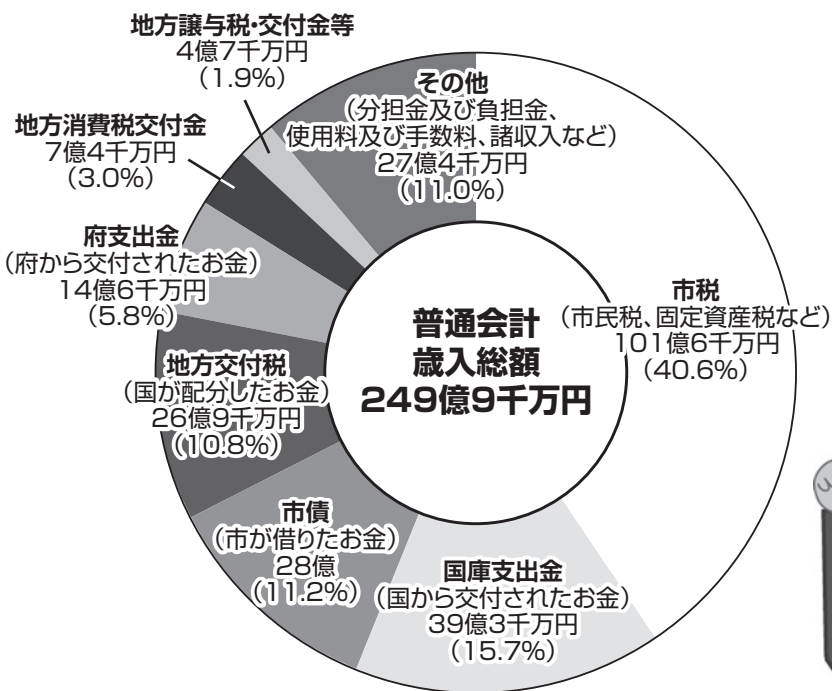 地方譲与税・交付金等
4億7千万円
(1.9%)
その他
(分担金及び負担金、
使用料及び手数料、諸収入など)
27億4千万円
(11.0%)
地方消費税交付金
7億4千万円
(3.0%)
府支出金
(府から交付されたお金)
14億6千万円
(5.8%)
地方交付税
(国が配分したお金)
26億9千万円
(10.8%)
市債
(市が借りたお金)
28億
(11.2%)
国庫支出金
(国から交付されたお金)
39億3千万円
(15.7%)
市税
(市民税、固定資産税など)
101億6千万円
(40.6%)
普通会計
歳入総額
249億9千万円